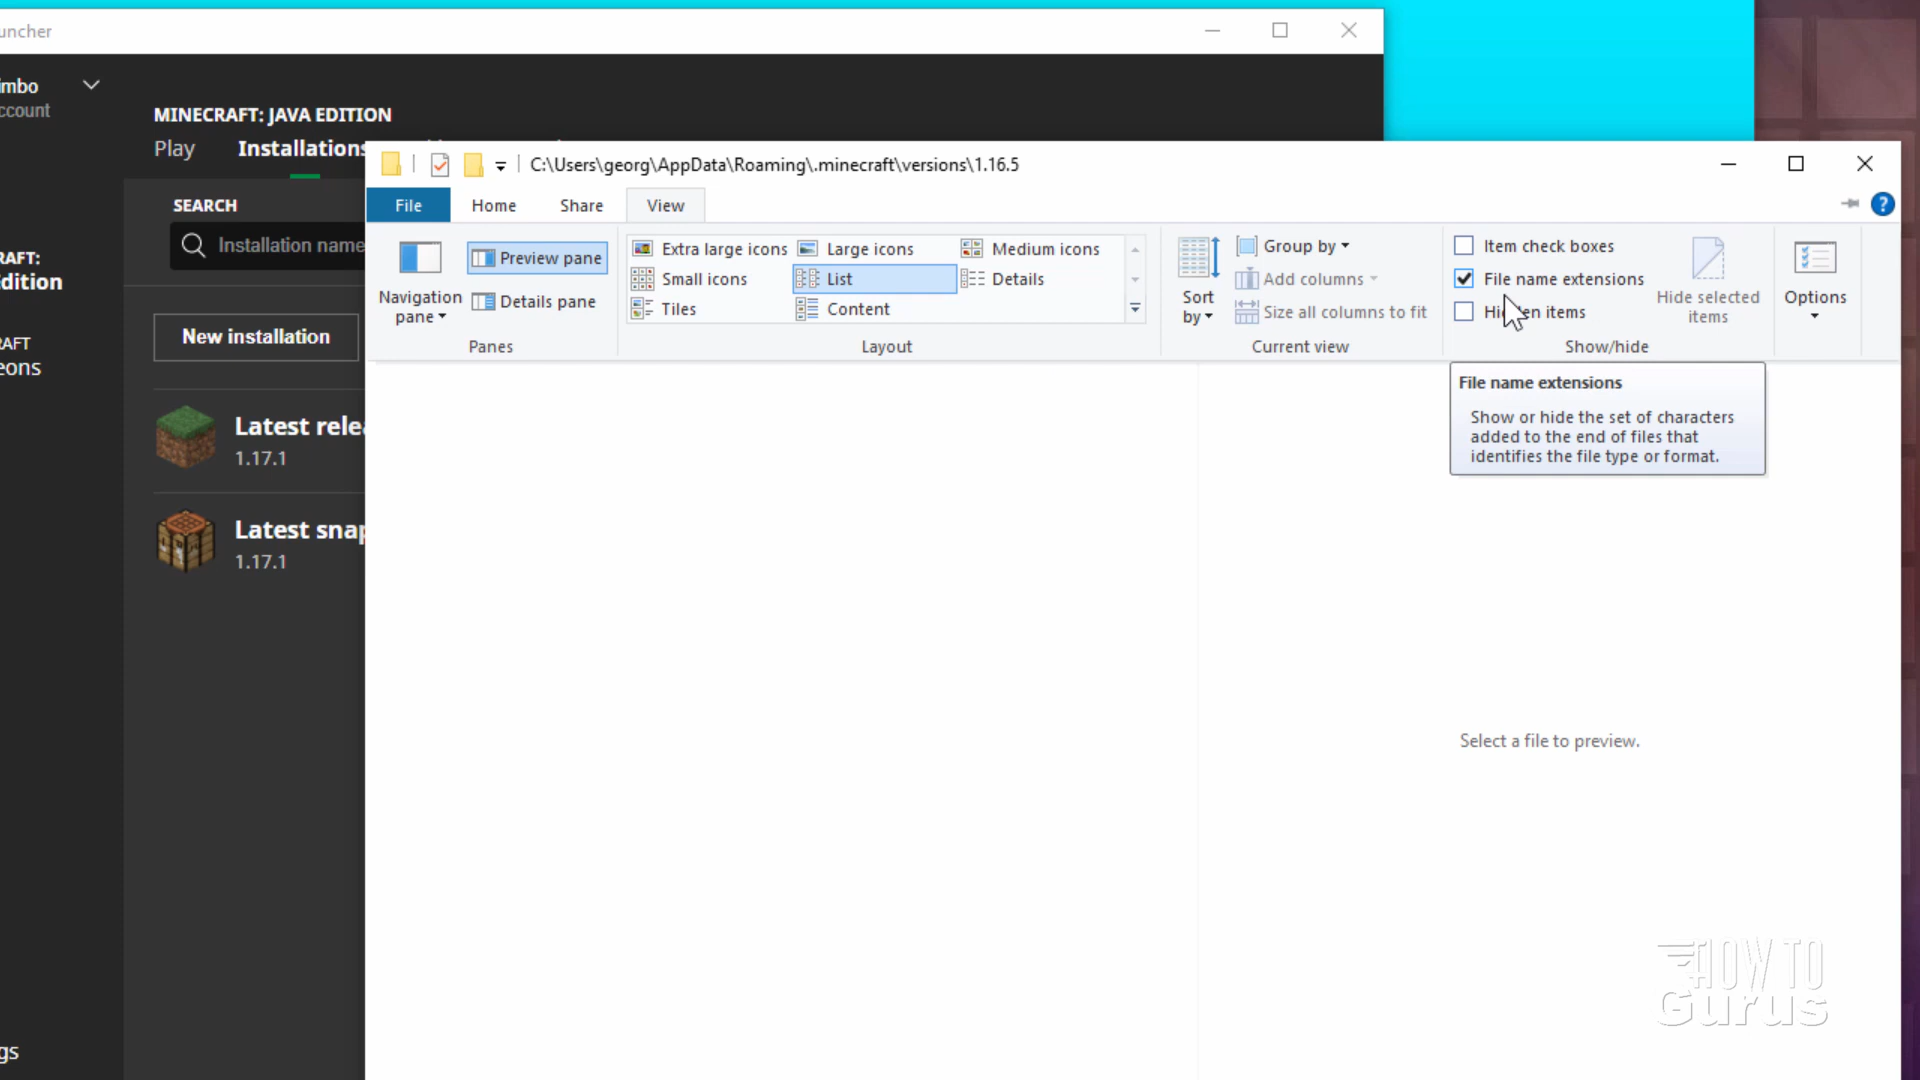 uncher
imbo
ccount
MINECRAFT: JAVA EDITION
Play Installations
SEARCH
Installation name
RAFT:
Edition
RAFT
eons
New installation
Latest relea
1.17.1
Latest snap
1.17.1
gs
C:\Users\georg\AppData\Roaming\.minecraft\versions\1.16.5
File Home Share View
Navigation
pane
Preview pane
Details pane
Panes
Extra large icons Large icons Medium icons
Small icons List Details
Tiles Content
Layout
Sort
by
Group by
Add columns
Size all columns to fit
Current view
Item check boxes
File name extensions
Hidden items
Hide selected
items
Show/hide
Options
File name extensions
Show or hide the set of characters
added to the end of files that
identifies the file type or format.
Select a file to preview.
HOW TO
Gurus